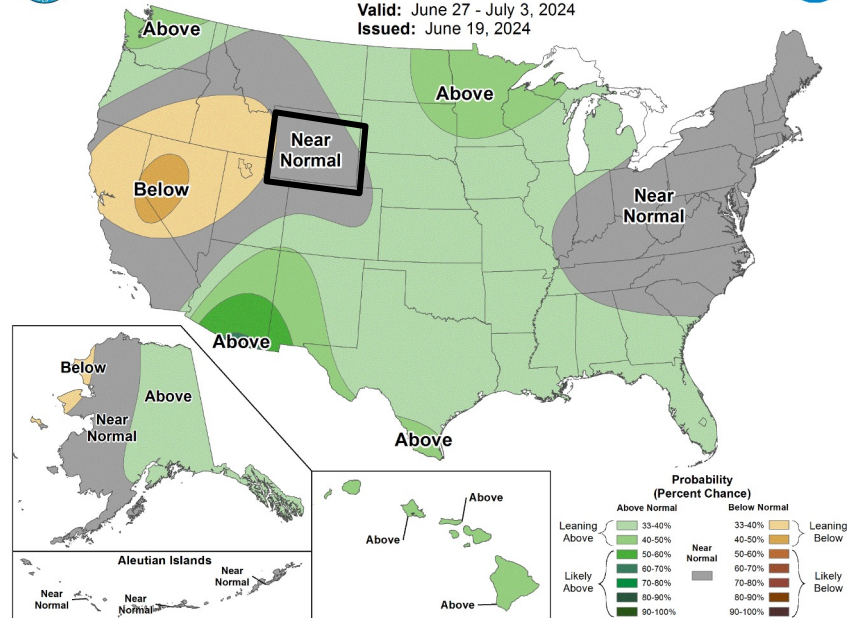 Valid: June 27 - July 3, 2024
Issued: June 19, 2024
Above
Above
Near
Normal
Below
Near
Normal
Above
Above
Below
Above
Near
Normal
Aleutian Islands
Near
Normal
Near
Normal
Near
Normal
Above
Above
Above
Probability
(Percent Chance)
Above Normal
Below Normal
Leaning
Above
33-40%
40-50%
50-60%
60-70%
70-80%
80-90%
90-100%
Likely
Above
Near
Normal
33-40%
40-50%
50-60%
60-70%
70-80%
80-90%
90-100%
Leaning
Below
Likely
Below